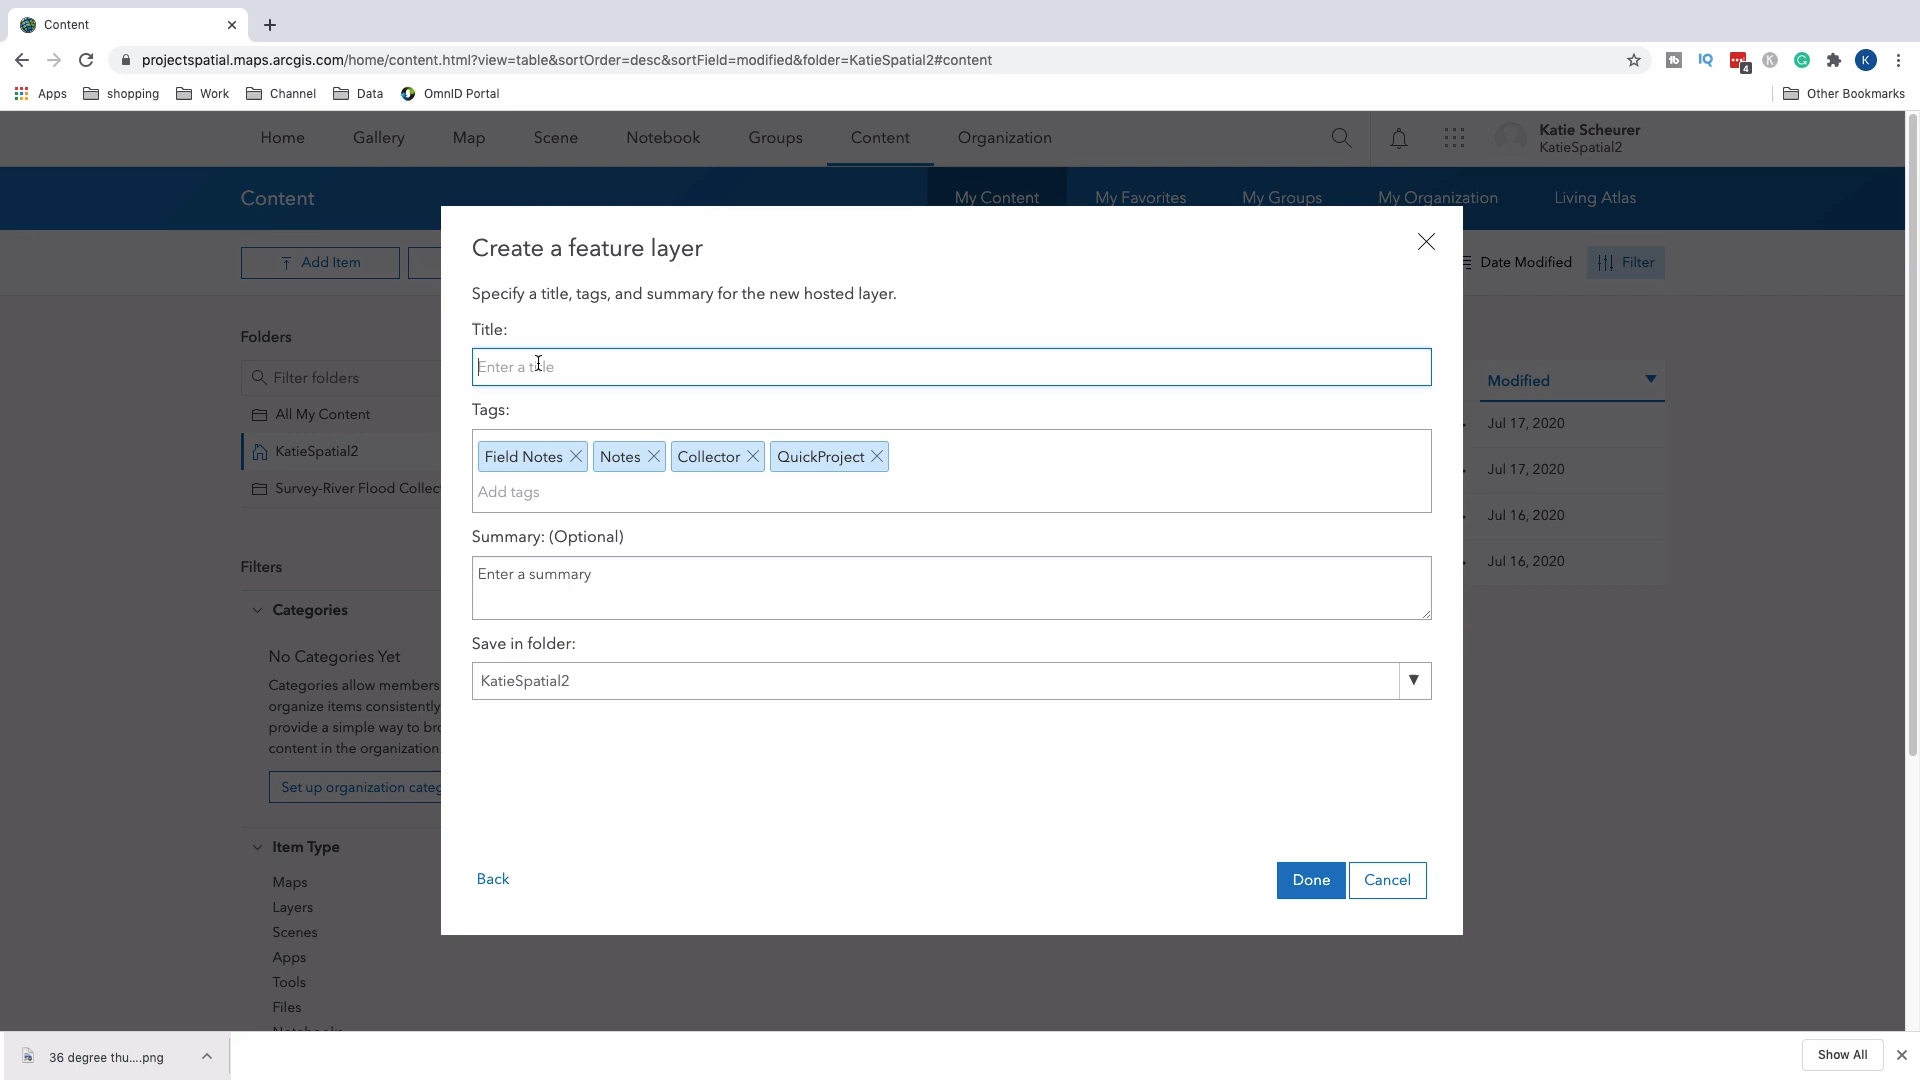 Content
projectspatial.maps.arcgis.com/home/content.html?view=table&sortOrder=desc&sortField=modified&folder=KatieSpatial2#content
4
K
Apps shopping Work Channel Data OmnID Portal Other Bookmarks
Home Gallery Map Scene Notebook Groups Content Organization
Katie Scheurer
KatieSpatial2
Content My Content My Favorites My Groups My Organization Living Atlas
Create a feature layer
Add Item Date Modified Filter
Specify a title, tags, and summary for the new hosted layer.
Folders Title:
Filter folders Enter a title Modified
All My Content Tags: Jul 17, 2020
KatieSpatial2 Field Notes Notes Collector QuickProject Jul 17, 2020
Survey-River Flood Collec Add tags
Jul 16, 2020
Summary: (Optional)
Filters Enter a summary Jul 16, 2020
Categories
Save in folder:
No Categories Yet
Categories allow members KatieSpatial2
organize items consistently
provide a simple way to br
content in the organization
Set up organization categ
Item Type
Maps Back Done Cancel
Layers
Scenes
Apps
Tools
Files
36 degree thu....png Show All